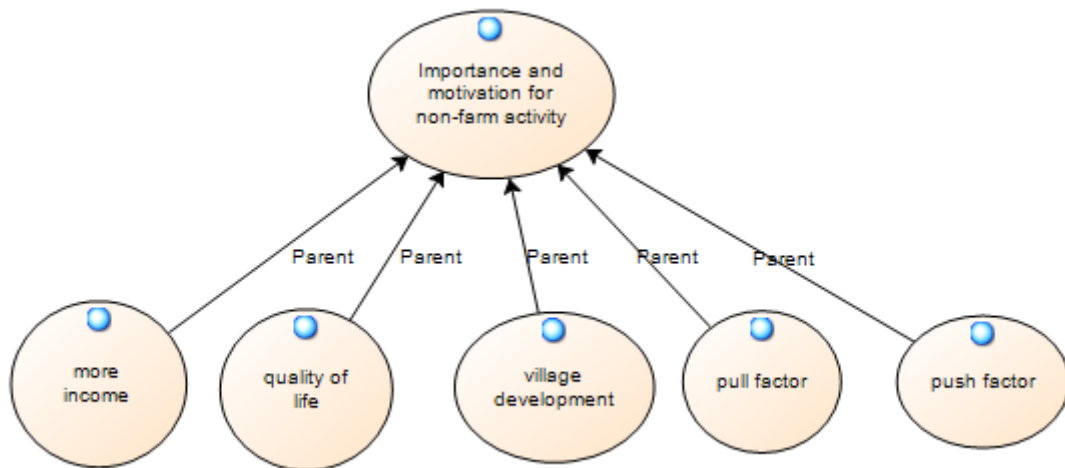 Importance and
motivation for
non-farm activity
Parent
Parent
Parent
Parent
Parent
more
income
quality of
life
village
development
pull factor
push factor